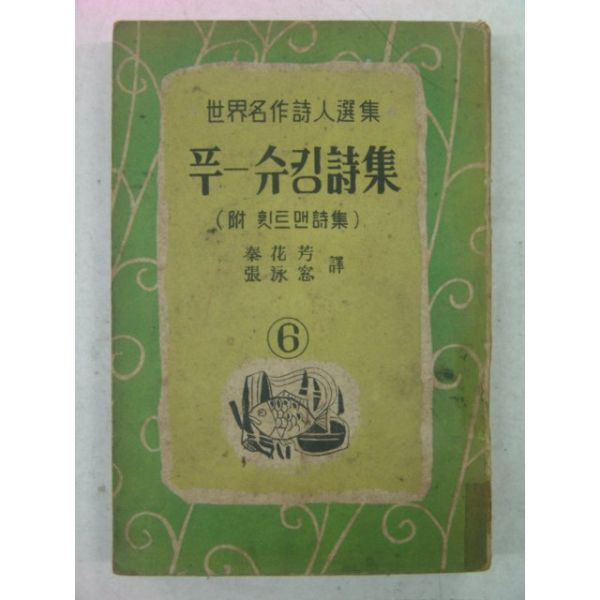 世界名作詩人選集
푸ー슈킹詩集
(附 휫트맨詩集)
秦花芳
張泳窓 譯
6